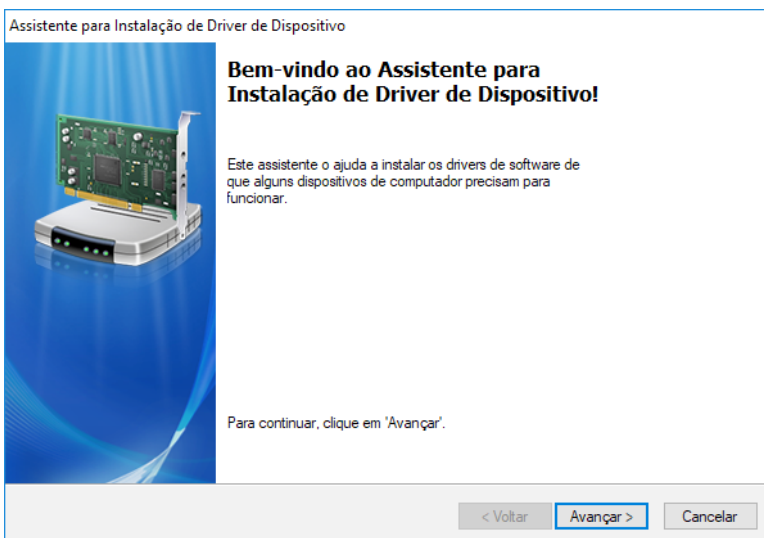 Assistente para Instalação de Driver de Dispositivo
Bem-vindo ao Assistente para
Instalação de Driver de Dispositivo!
Este assistente o ajuda a instalar os drivers de software de
que alguns dispositivos de computador precisam para
funcionar.
Para continuar, clique em 'Avançar'.
< Voltar
Avançar >
Cancelar